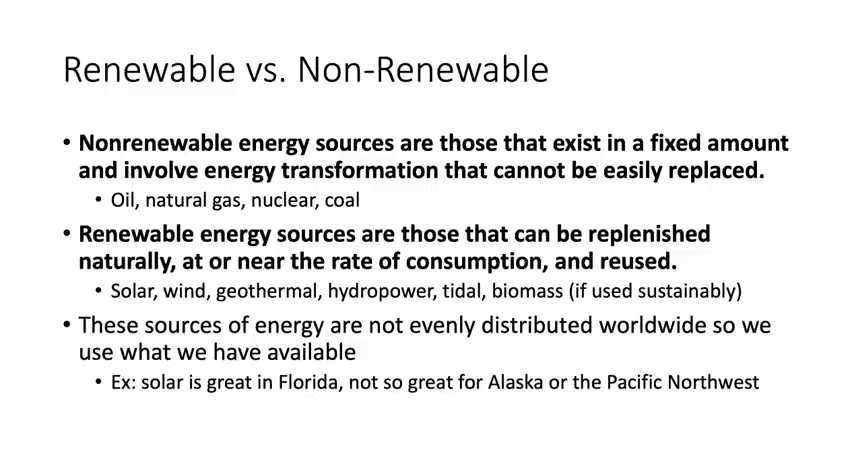 Renewable vs. Non-Renewable
• Nonrenewable energy sources are those that exist in a fixed amount
and involve energy transformation that cannot be easily replaced.
• Oil, natural gas, nuclear, coal
• Renewable energy sources are those that can be replenished
naturally, at or near the rate of consumption, and reused.
• Solar, wind, geothermal, hydropower, tidal, biomass (if used sustainably)
• These sources of energy are not evenly distributed worldwide so we
use what we have available
• Ex: solar is great in Florida, not so great for Alaska or the Pacific Northwest